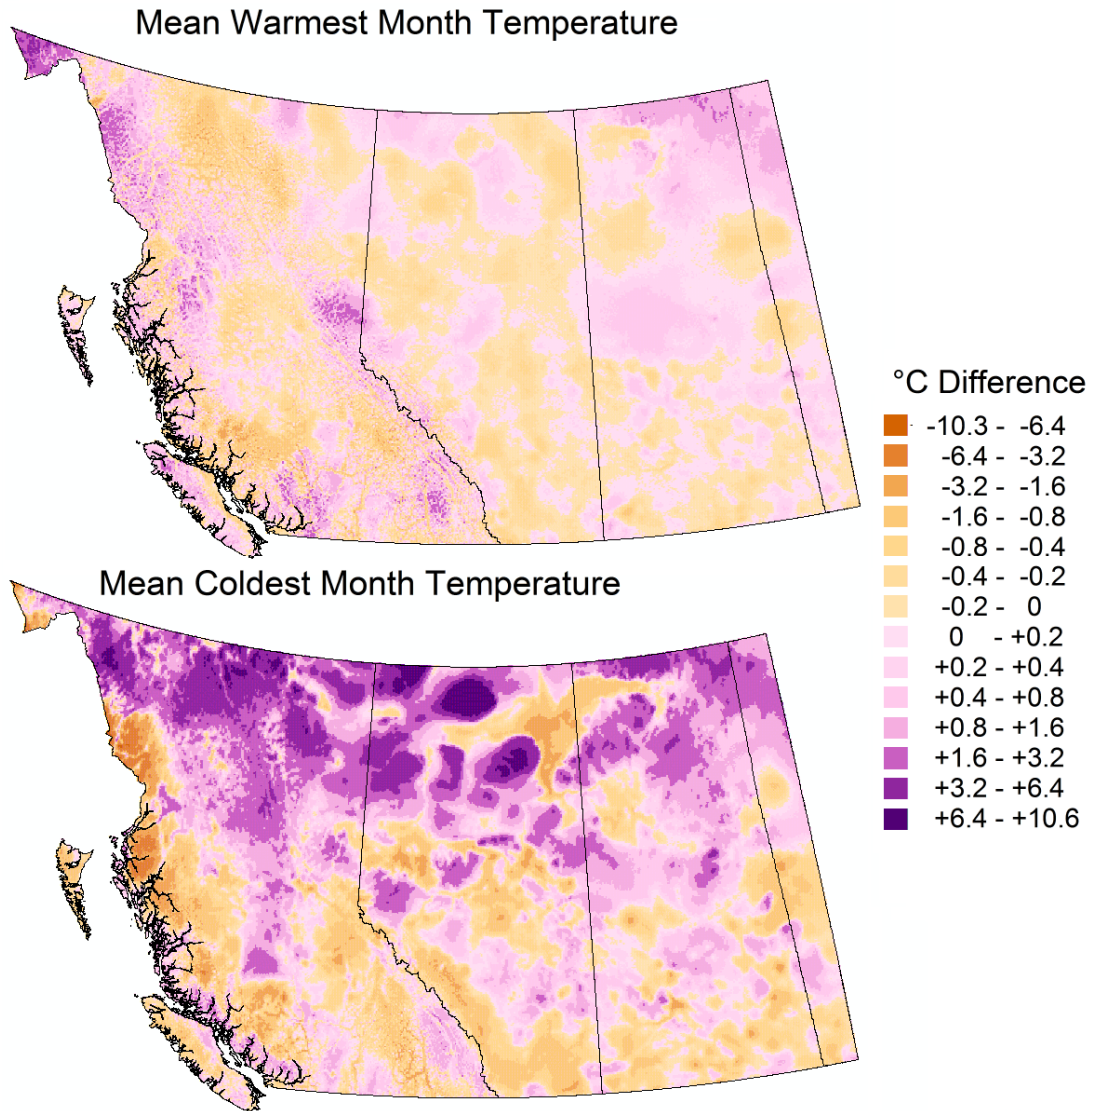 Mean Warmest Month Temperature
°C Difference
-10.3 - -6.4
-6.4 - -3.2
-3.2 - -1.6
-1.6 - -0.8
-0.8 - -0.4
-0.4 - -0.2
-0.2 - 0
0 - +0.2
+0.2 - +0.4
+0.4 - +0.8
+0.8 - +1.6
+1.6 - +3.2
+3.2 - +6.4
+6.4 - +10.6
Mean Coldest Month Temperature